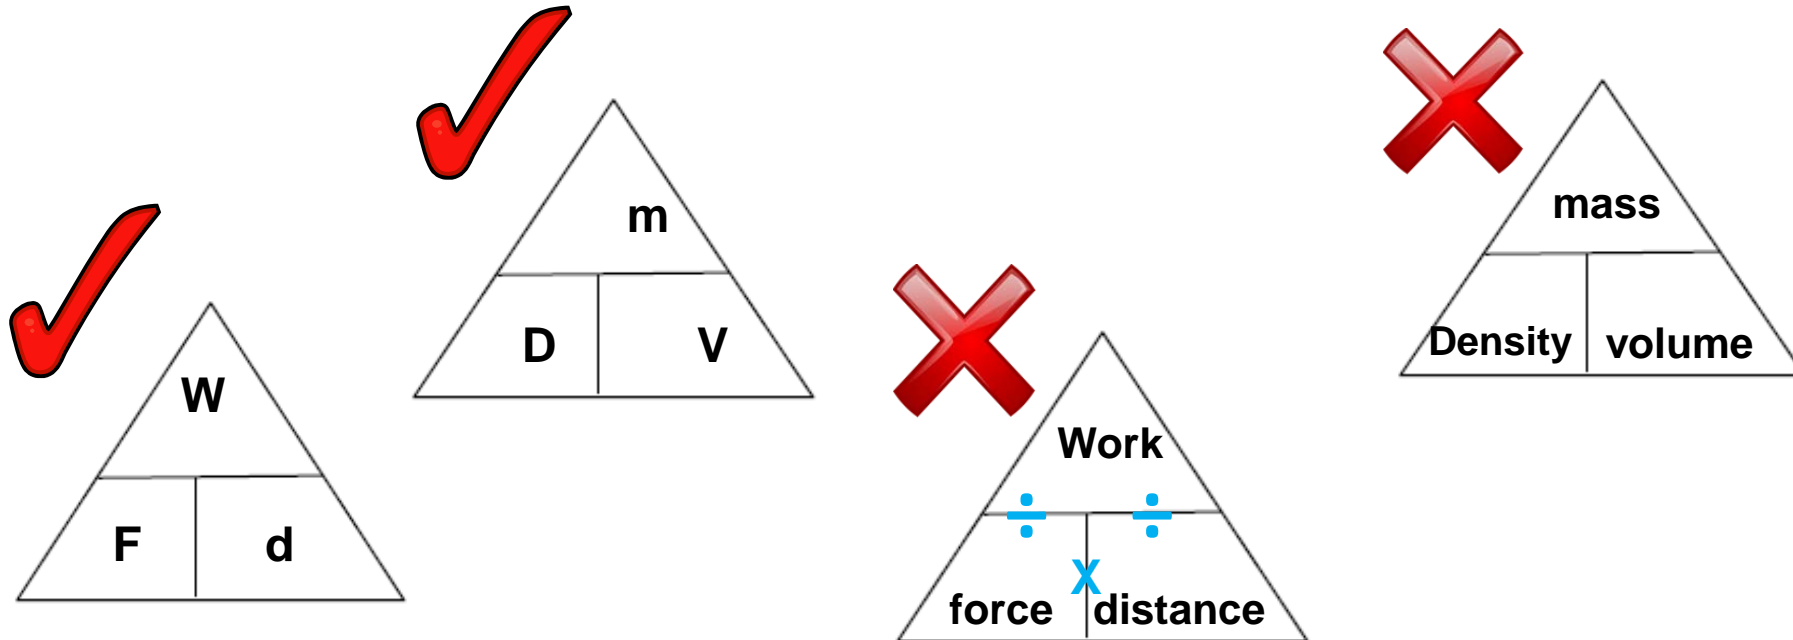 W
F d
m
D V
Work
÷ ÷
X
force distance
mass
Density volume